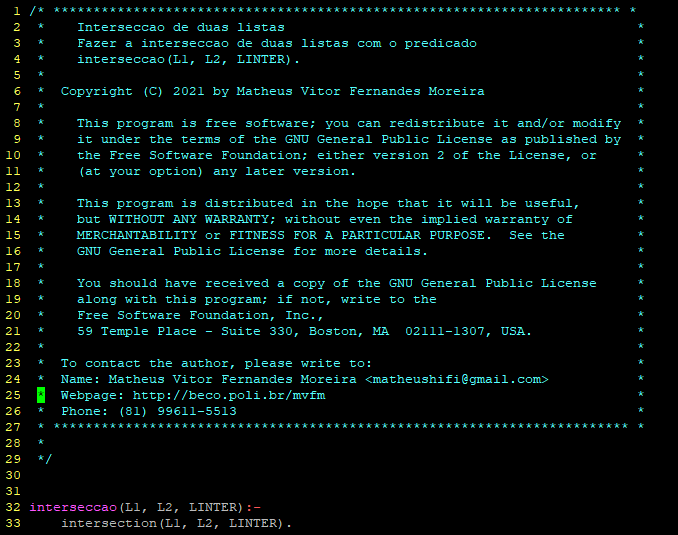 1 /* *********************************************************************** *
2  *    Interseccao de duas listas                                             *
3  *    Fazer a interseccao de duas listas com o predicado                    *
4  *    interseccao(L1, L2, LINTER).                                           *
5  *                                                                           *
6  *  Copyright (C) 2021 by Matheus Vitor Fernandes Moreira                   *
7  *                                                                           *
8  *    This program is free software; you can redistribute it and/or modify  *
9  *    it under the terms of the GNU General Public License as published by  *
10  *    the Free Software Foundation; either version 2 of the License, or     *
11  *    (at your option) any later version.                                   *
12  *                                                                           *
13  *    This program is distributed in the hope that it will be useful,       *
14  *    but WITHOUT ANY WARRANTY; without even the implied warranty of        *
15  *    MERCHANTABILITY or FITNESS FOR A PARTICULAR PURPOSE.  See the         *
16  *    GNU General Public License for more details.                          *
17  *                                                                           *
18  *    You should have received a copy of the GNU General Public License     *
19  *    along with this program; if not, write to the                         *
20  *    Free Software Foundation, Inc.,                                       *
21  *    59 Temple Place - Suite 330, Boston, MA  02111-1307, USA.             *
22  *                                                                           *
23  *  To contact the author, please write to:                                 *
24  *  Name: Matheus Vitor Fernandes Moreira <matheushifi@gmail.com>           *
25  *  Webpage: http://beco.poli.br/mvfm                                       *
26  *  Phone: (81) 99611-5513                                                  *
27  * ************************************************************************ *
28  *
29  */
30
31
32 interseccao(L1, L2, LINTER):-
33     intersection(L1, L2, LINTER).